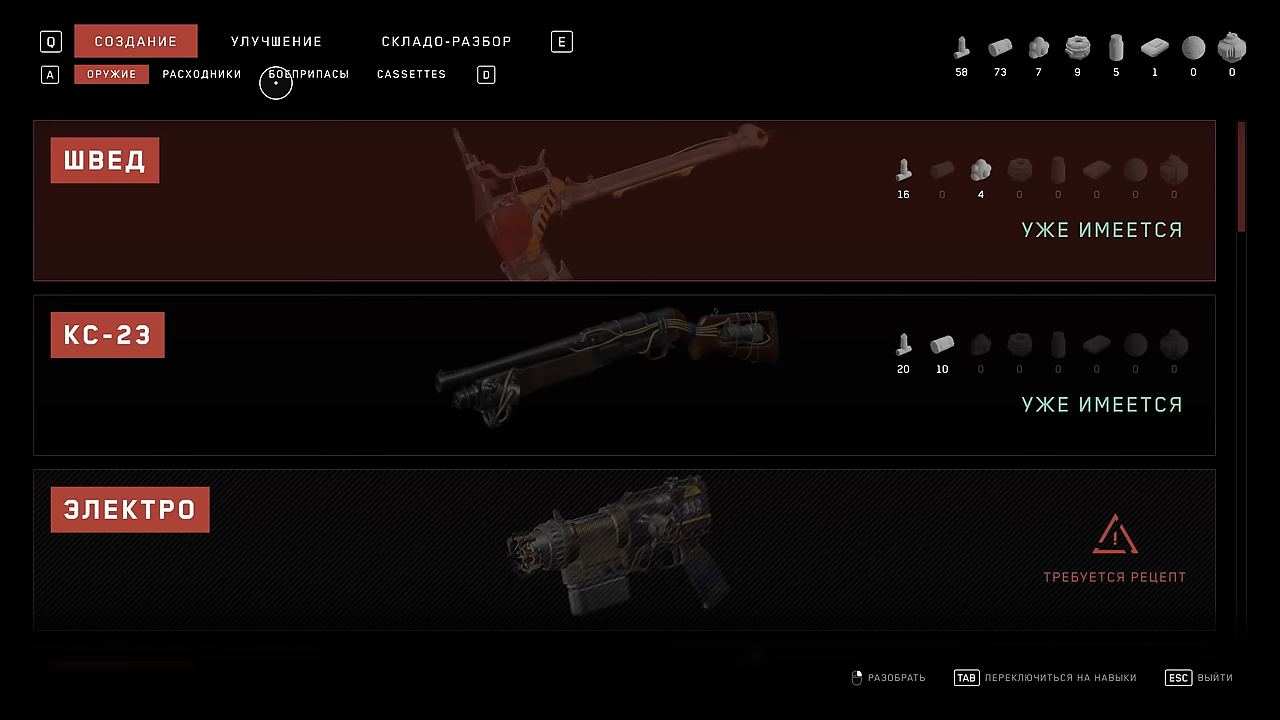 Q СОЗДАНИЕ УЛУЧШЕНИЕ СКЛАДО-РАЗБОР E
A ОРУЖИЕ РАСХОДНИКИ БОЕПРИПАСЫ CASSETTES D
58 73 7 9 5 1 0 0
ШВЕД
16 0 4 0 0 0 0 0
УЖЕ ИМЕЕТСЯ
КС-23
20 10 0 0 0 0 0 0
УЖЕ ИМЕЕТСЯ
ЭЛЕКТРО
332
ТРЕБУЕТСЯ РЕЦЕПТ
РАЗОБРАТЬ TAB ПЕРЕКЛЮЧИТЬСЯ НА НАВЫКИ ESC ВЫЙТИ